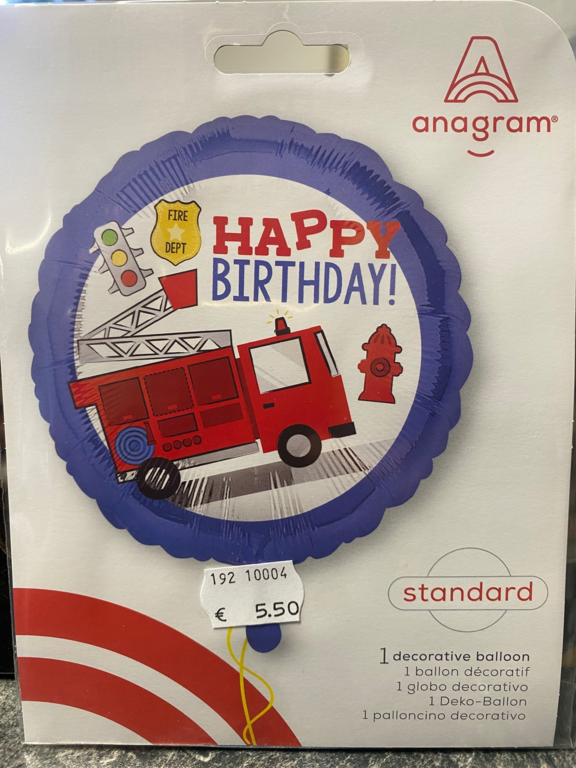 anagram®
FIRE
DEPT
HAPPY
BIRTHDAY!
192 10004
€ 5.50
standard
1 decorative balloon
1 ballon décoratif
1 globo decorativo
1 Deko-Ballon
1 palloncino decorativo